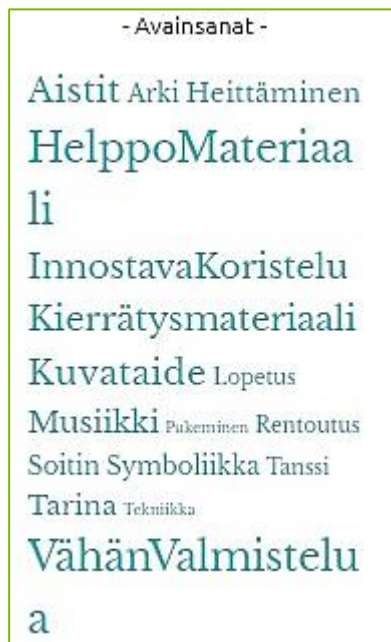 - Avainsanat -
Aistit Arki Heittäminen
HelppoMateriaa
li
InnostavaKoristelu
Kierrätysmateriaali
Kuvataide Lopetus
Musiikki Pukeminen Rentoutus
Soitin Symboliikka Tanssi
Tarina Tekniikka
VähänValmistelu
a